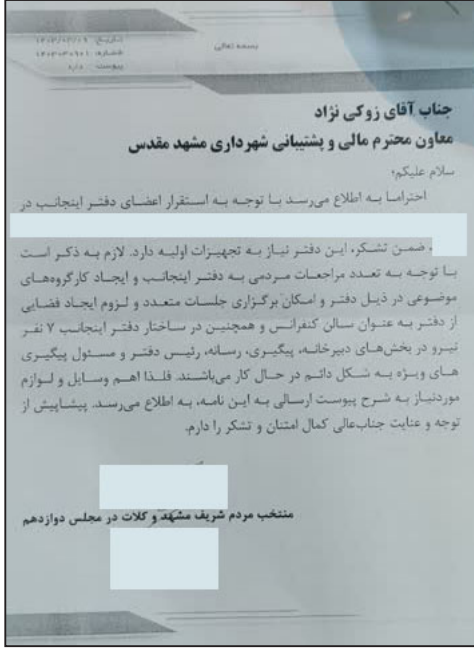 بسمه تعالی
تاریخ:
شماره:
پیوست: دارد
جناب آقای زوکی نژاد
معاون محترم مالی و پشتیبانی شهرداری مشهد مقدس
سلام علیکم؛
احتراما به اطلاع می‌رسد با توجه به استقرار اعضای دفتر اینجانب در
، ضمن تشکر، این دفتر نیاز به تجهیزات اولیه دارد. لازم به ذکر است
با توجه به تعدد مراجعات مردمی به دفتر اینجانب و ایجاد کارگروه‌های
موضوعی در ذیل دفتر و امکان برگزاری جلسات متعدد و لزوم ایجاد فضایی
از دفتر به عنوان سالن کنفرانس و همچنین در ساختار دفتر اینجانب ۷ نفر
نیرو در بخش‌های دبیرخانه، پیگیری، رسانه، رئیس دفتر و مسئول پیگیری
های ویژه به شکل دائم در حال کار می‌باشند. فلذا اهم وسایل و لوازم
موردنیاز به شرح پیوست ارسالی به این نامه، به اطلاع می‌رسد. پیشاپیش از
توجه و عنایت جنابعالی کمال امتنان و تشکر را دارم.
منتخب مردم شریف مشهد و کلات در مجلس دوازدهم